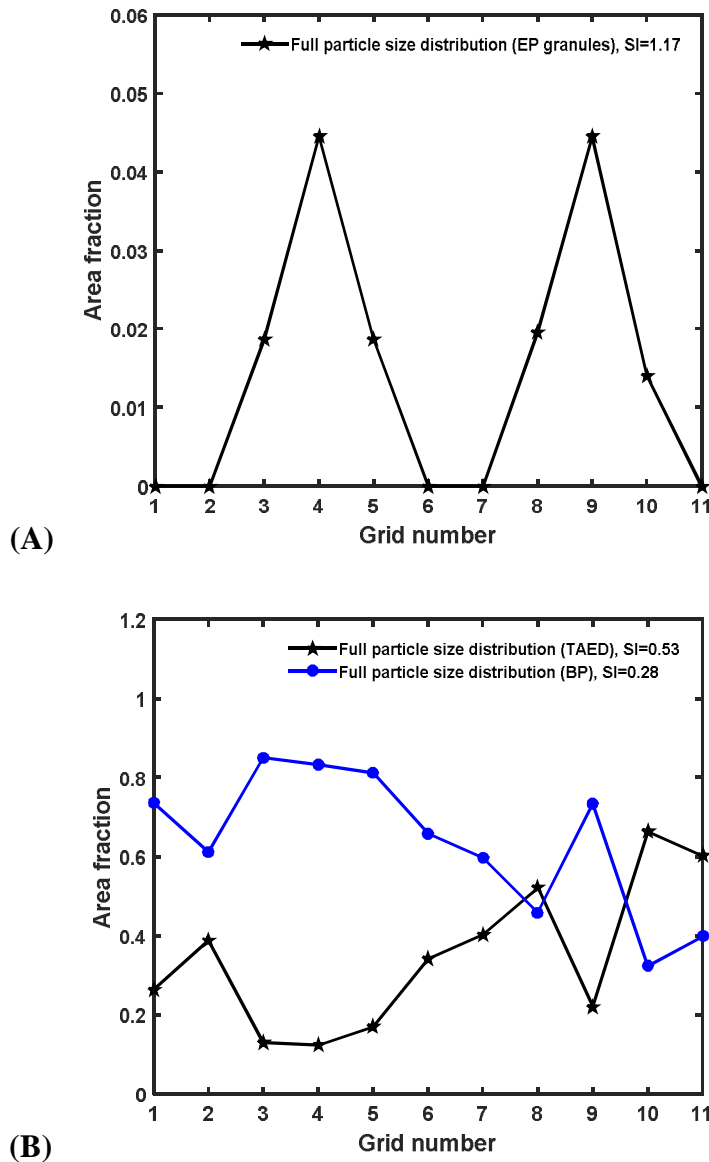 0.06
Full particle size distribution (EP granules), SI=1.17
0.05
0.04
0.03
0.02
0.01
0
Area fraction
1 2 3 4 5 6 7 8 9 10 11
Grid number
(A)
1.2
Full particle size distribution (TAED), SI=0.53
Full particle size distribution (BP), SI=0.28
1
0.8
0.6
0.4
0.2
0
Area fraction
1 2 3 4 5 6 7 8 9 10 11
Grid number
(B)